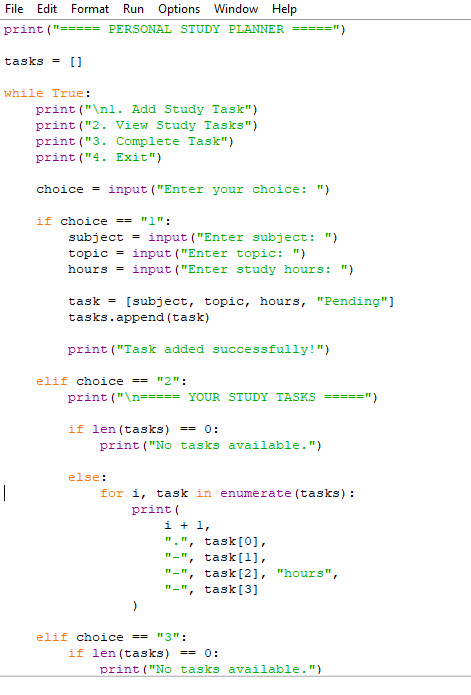 File Edit Format Run Options Window Help
print("===== PERSONAL STUDY PLANNER =====")

tasks = []

while True:
    print("\n1. Add Study Task")
    print("2. View Study Tasks")
    print("3. Complete Task")
    print("4. Exit")

    choice = input("Enter your choice: ")

    if choice == "1":
        subject = input("Enter subject: ")
        topic = input("Enter topic: ")
        hours = input("Enter study hours: ")

        task = [subject, topic, hours, "Pending"]
        tasks.append(task)

        print("Task added successfully!")

    elif choice == "2":
        print("\n===== YOUR STUDY TASKS =====")

        if len(tasks) == 0:
            print("No tasks available.")

        else:
            for i, task in enumerate(tasks):
                print(
                    i + 1,
                    ".", task[0],
                    "-", task[1],
                    "-", task[2], "hours",
                    "-", task[3]
                )

    elif choice == "3":
        if len(tasks) == 0:
            print("No tasks available.")